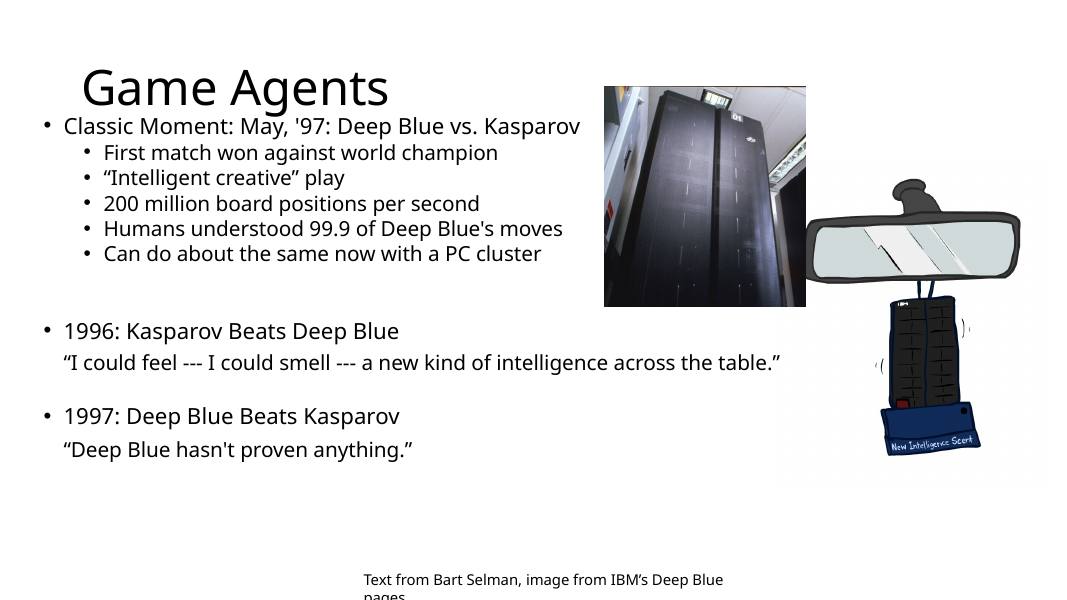 Game Agents
• Classic Moment: May, '97: Deep Blue vs. Kasparov
• First match won against world champion
• “Intelligent creative” play
• 200 million board positions per second
• Humans understood 99.9 of Deep Blue's moves
• Can do about the same now with a PC cluster
• 1996: Kasparov Beats Deep Blue
“I could feel --- I could smell --- a new kind of intelligence across the table.”
• 1997: Deep Blue Beats Kasparov
“Deep Blue hasn't proven anything.”
01
IBM
New Intelligence Scent
Text from Bart Selman, image from IBM’s Deep Blue
pages